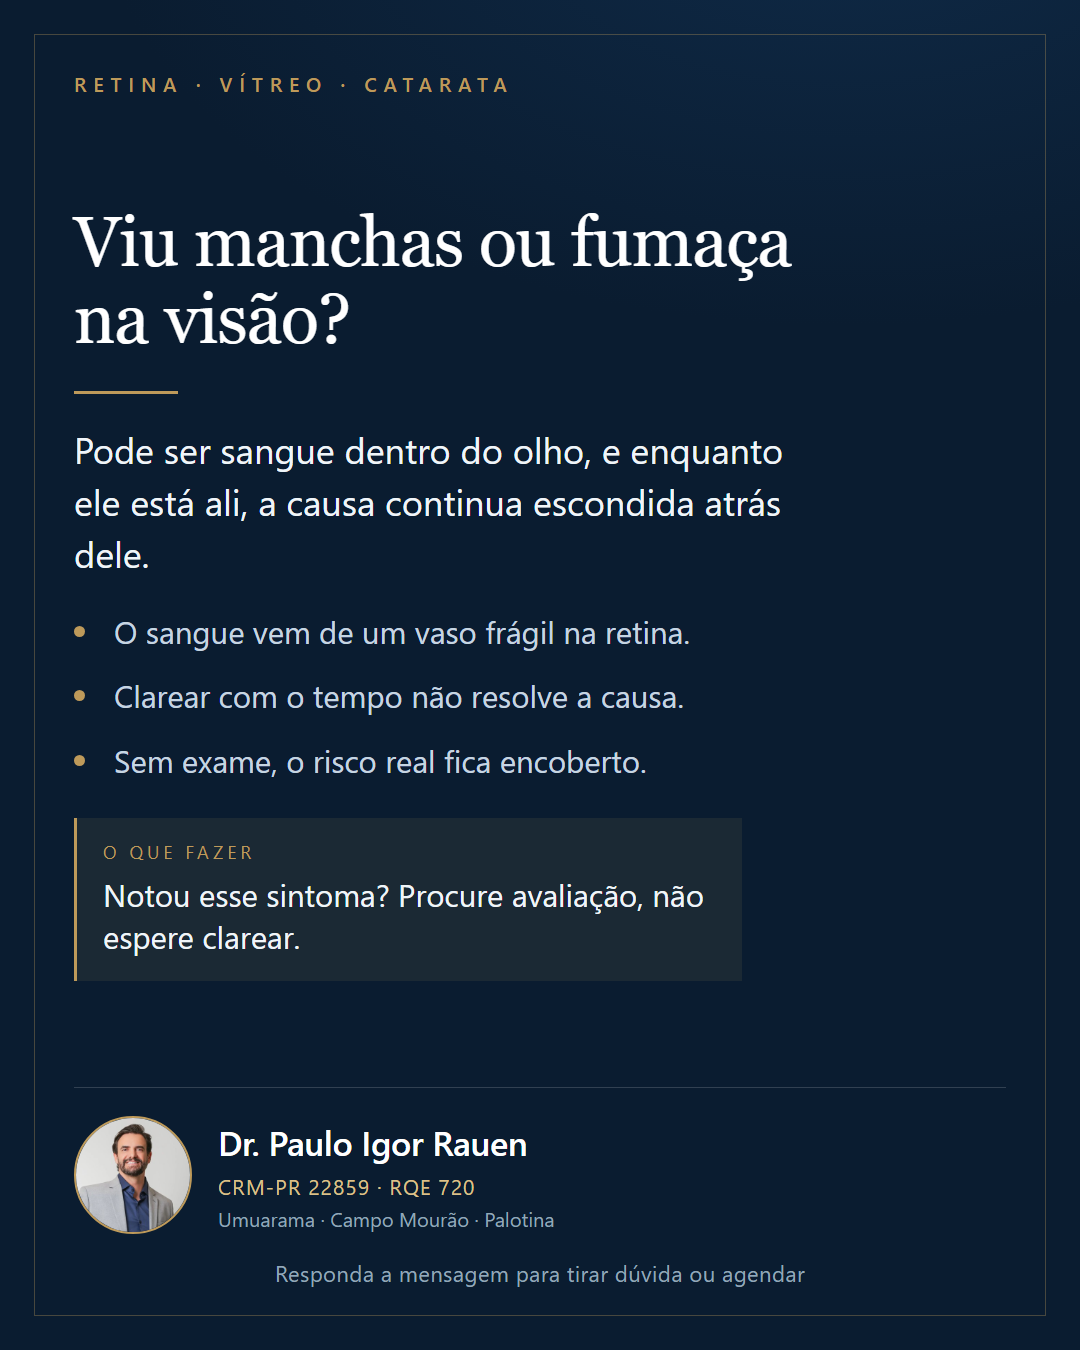 RETINA · VÍTREO · CATARATA
Viu manchas ou fumaça
na visão?
Pode ser sangue dentro do olho, e enquanto
ele está ali, a causa continua escondida atrás
dele.
• O sangue vem de um vaso frágil na retina.
• Clarear com o tempo não resolve a causa.
• Sem exame, o risco real fica encoberto.
O QUE FAZER
Notou esse sintoma? Procure avaliação, não
espere clarear.
Dr. Paulo Igor Rauen
CRM-PR 22859 · RQE 720
Umuarama · Campo Mourão · Palotina
Responda a mensagem para tirar dúvida ou agendar